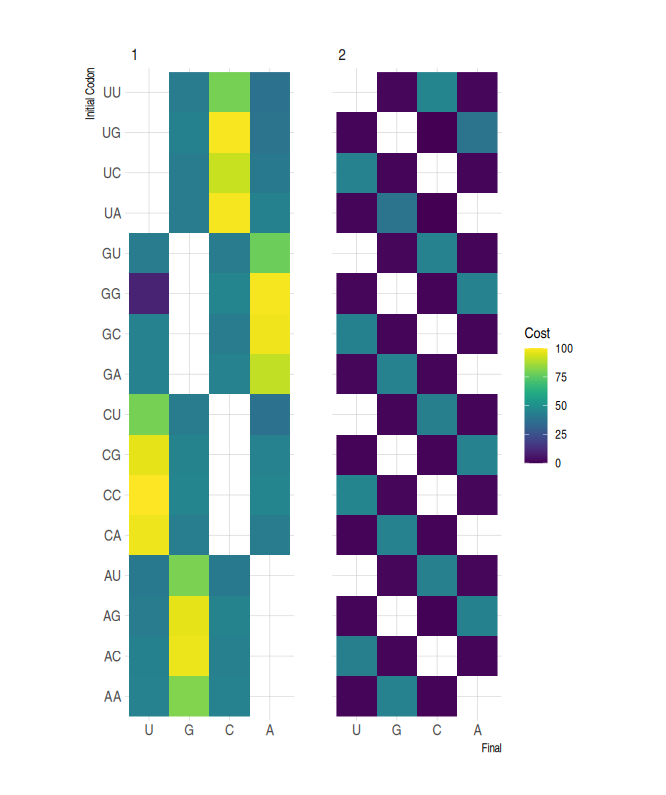 1 2
Initial Codon
UU
UG
UC
UA
GU
GG
GC
GA
CU
CG
CC
CA
AU
AG
AC
AA
U G C A U G C A
Final
Cost
100
75
50
25
0